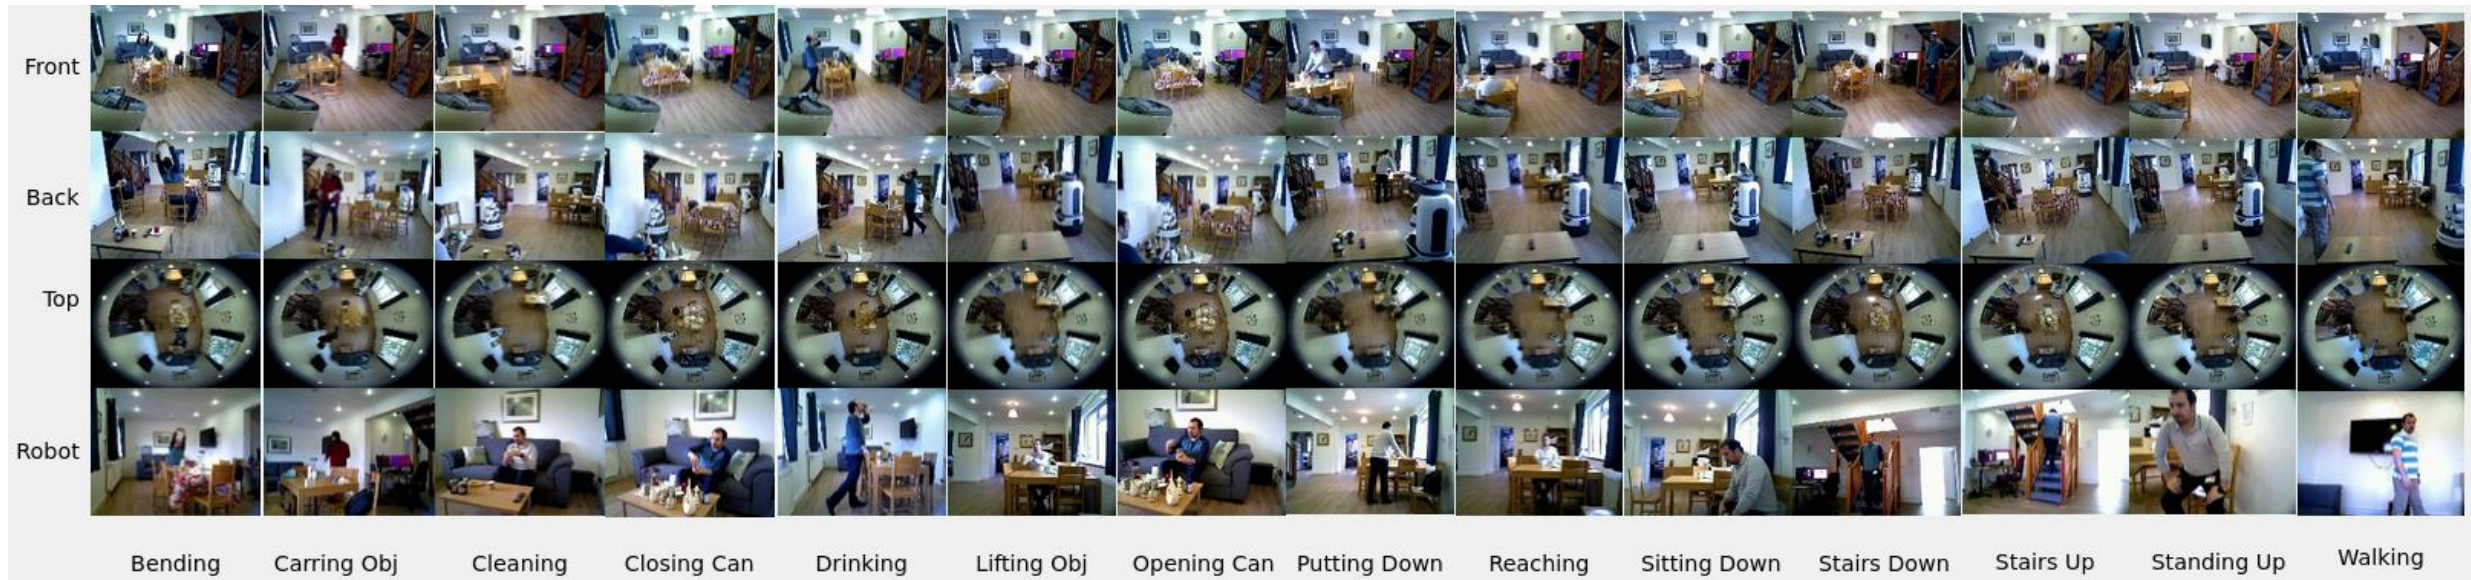 Front
Back
Top
Robot
Bending Carring Obj Cleaning Closing Can Drinking Lifting Obj Opening Can Putting Down Reaching Sitting Down Stairs Down Stairs Up Standing Up Walking